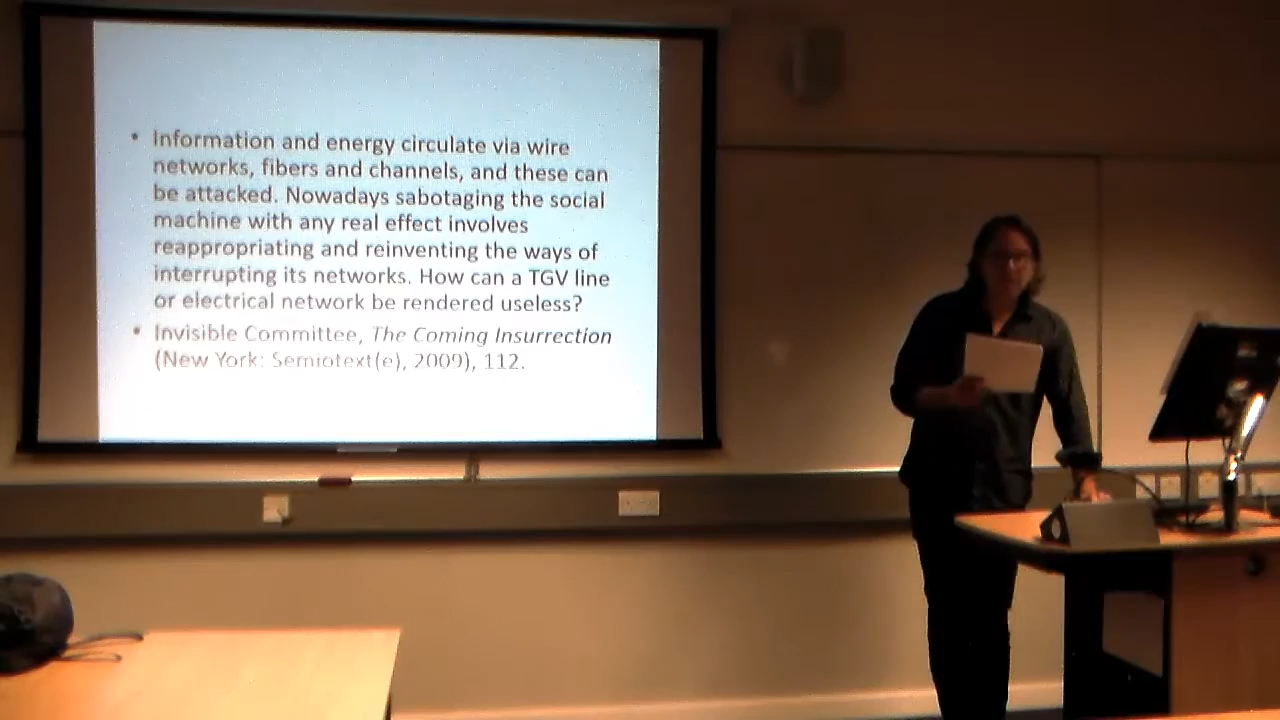 • Information and energy circulate via wire
networks, fibers and channels, and these can
be attacked. Nowadays sabotaging the social
machine with any real effect involves
reappropriating and reinventing the ways of
interrupting its networks. How can a TGV line
or electrical network be rendered useless?
• Invisible Committee, The Coming Insurrection
(New York: Semiotext(e), 2009), 112.